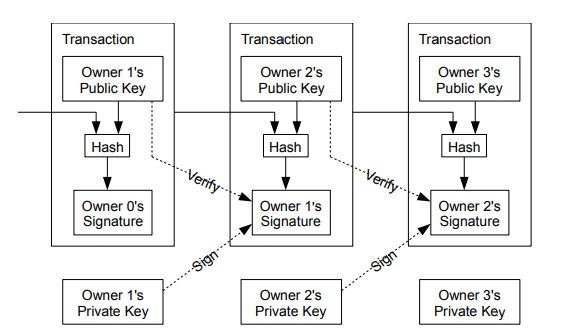 Transaction
Transaction
Transaction
Owner 1's
Public Key
Owner 2's
Public Key
Owner 3's
Public Key
Hash
Hash
Hash
Verify
Verify
Owner 0's
Signature
Owner 1's
Signature
Owner 2's
Signature
Sign
Sign
Owner 1's
Private Key
Owner 2's
Private Key
Owner 3's
Private Key